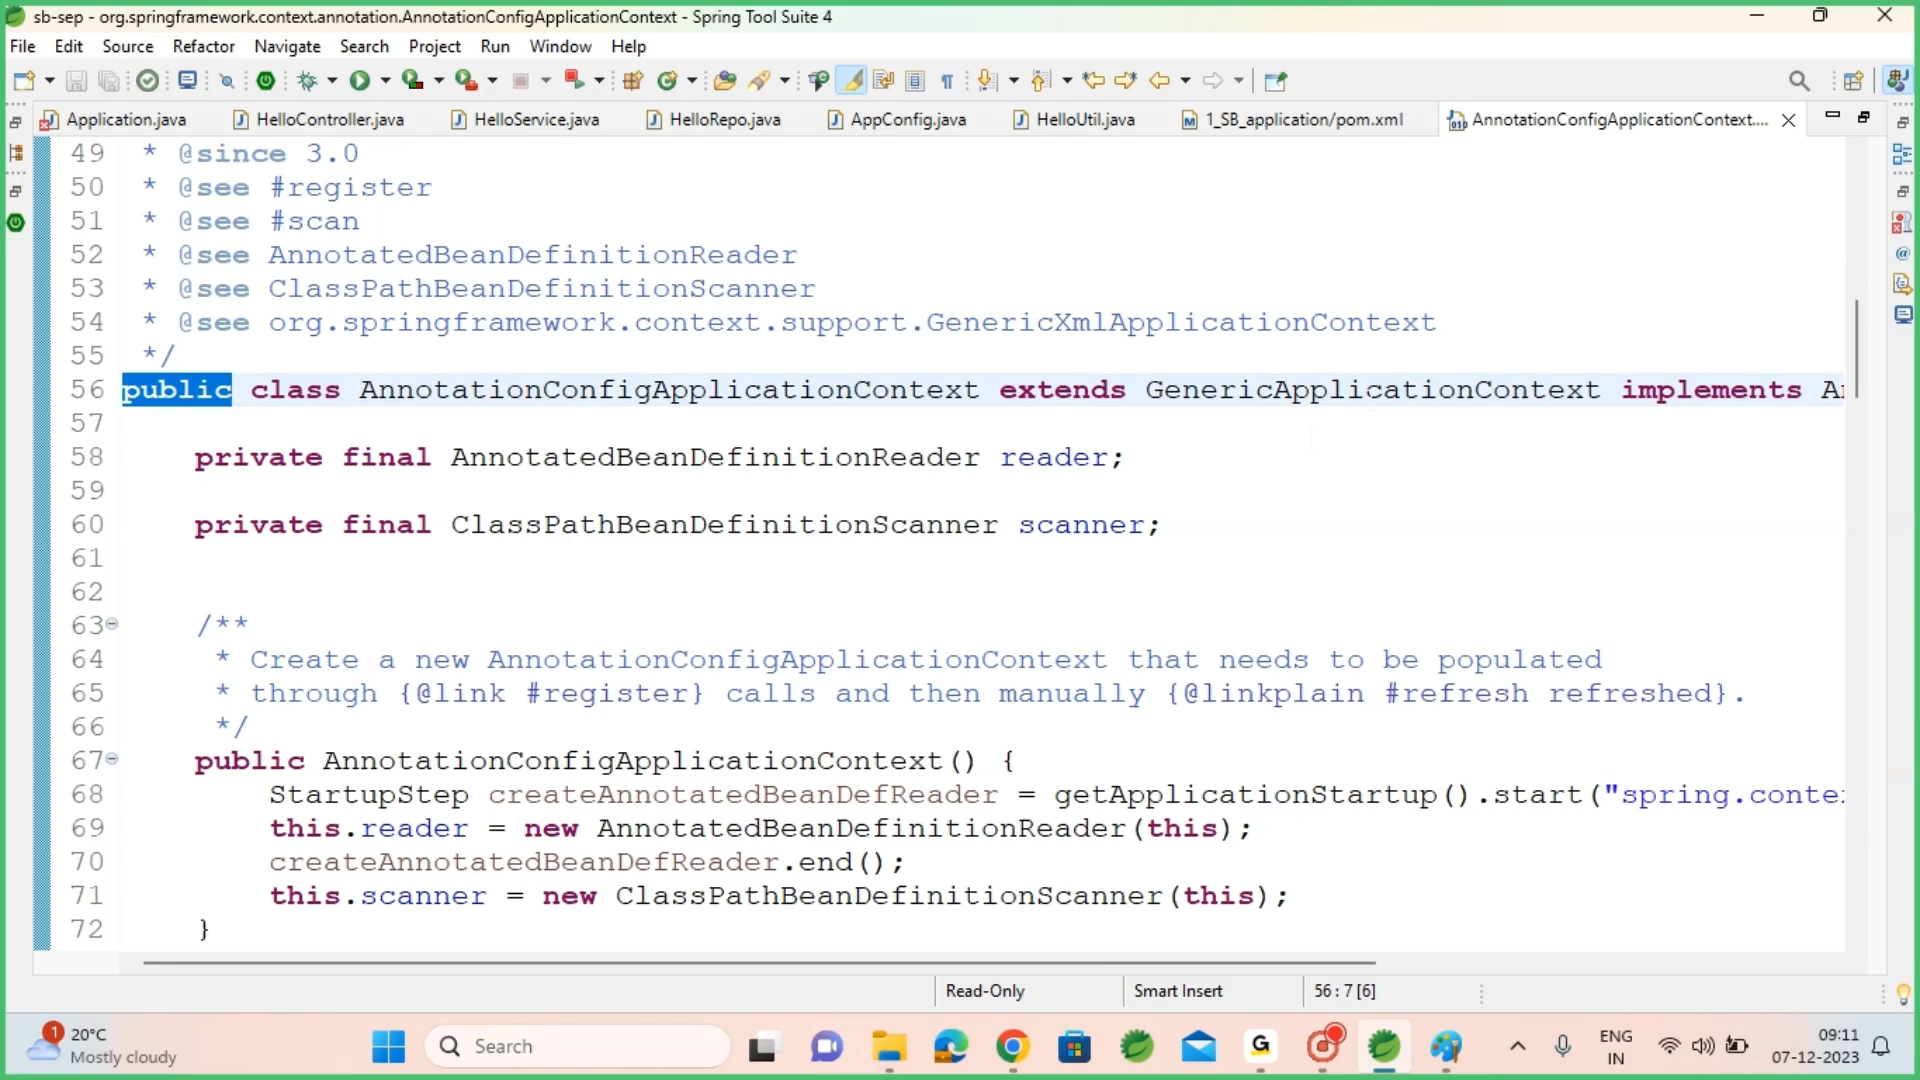 sb-sep - org.springframework.context.annotation.AnnotationConfigApplicationContext - Spring Tool Suite 4
File Edit Source Refactor Navigate Search Project Run Window Help
Application.java HelloController.java HelloService.java HelloRepo.java AppConfig.java HelloUtil.java 1_SB_application/pom.xml AnnotationConfigApplicationContext....
49 * @since 3.0
50 * @see #register
51 * @see #scan
52 * @see AnnotatedBeanDefinitionReader
53 * @see ClassPathBeanDefinitionScanner
54 * @see org.springframework.context.support.GenericXmlApplicationContext
55 */
56 public class AnnotationConfigApplicationContext extends GenericApplicationContext implements
57
58 private final AnnotatedBeanDefinitionReader reader;
59
60 private final ClassPathBeanDefinitionScanner scanner;
61
62
63 /**
64 * Create a new AnnotationConfigApplicationContext that needs to be populated
65 * through {@link #register} calls and then manually {@linkplain #refresh refreshed}.
66 */
67 public AnnotationConfigApplicationContext() {
68 StartupStep createAnnotatedBeanDefReader = getApplicationStartup().start("spring.conte
69 this.reader = new AnnotatedBeanDefinitionReader(this);
70 createAnnotatedBeanDefReader.end();
71 this.scanner = new ClassPathBeanDefinitionScanner(this);
72 }
Read-Only Smart Insert 56 : 7 [6]
1 20°C
Mostly cloudy
Search
G
ENG
IN
09:11
07-12-2023